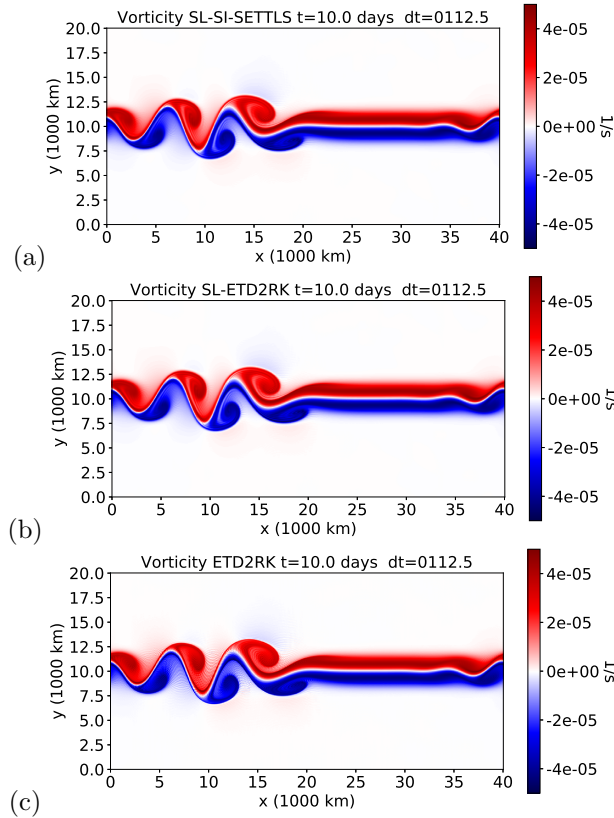 Vorticity SL-SI-SETTLS t=10.0 days dt=0112.5
20.0
17.5
15.0
12.5
10.0
7.5
5.0
2.5
0.0
y (1000 km)
0 5 10 15 20 25 30 35 40
x (1000 km)
4e-05
2e-05
0e+00
-2e-05
-4e-05
1/s
(a)
Vorticity SL-ETD2RK t=10.0 days dt=0112.5
20.0
17.5
15.0
12.5
10.0
7.5
5.0
2.5
0.0
y (1000 km)
0 5 10 15 20 25 30 35 40
x (1000 km)
4e-05
2e-05
0e+00
-2e-05
-4e-05
1/s
(b)
Vorticity ETD2RK t=10.0 days dt=0112.5
20.0
17.5
15.0
12.5
10.0
7.5
5.0
2.5
0.0
y (1000 km)
0 5 10 15 20 25 30 35 40
x (1000 km)
4e-05
2e-05
0e+00
-2e-05
-4e-05
1/s
(c)